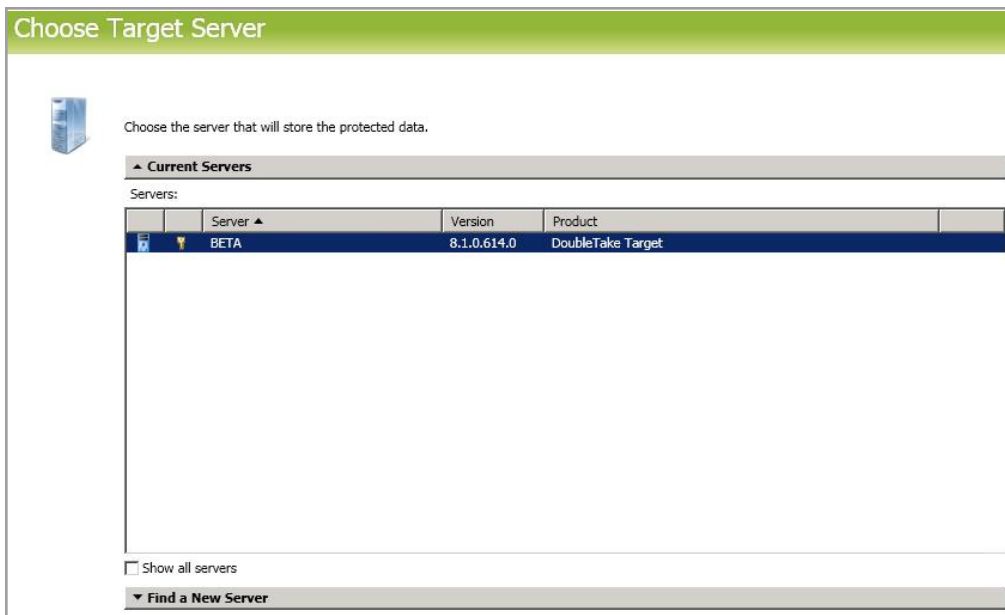 Choose Target Server
Choose the server that will store the protected data.
Current Servers
Servers:
Server Version Product
BETA 8.1.0.614.0 DoubleTake Target
Show all servers
Find a New Server